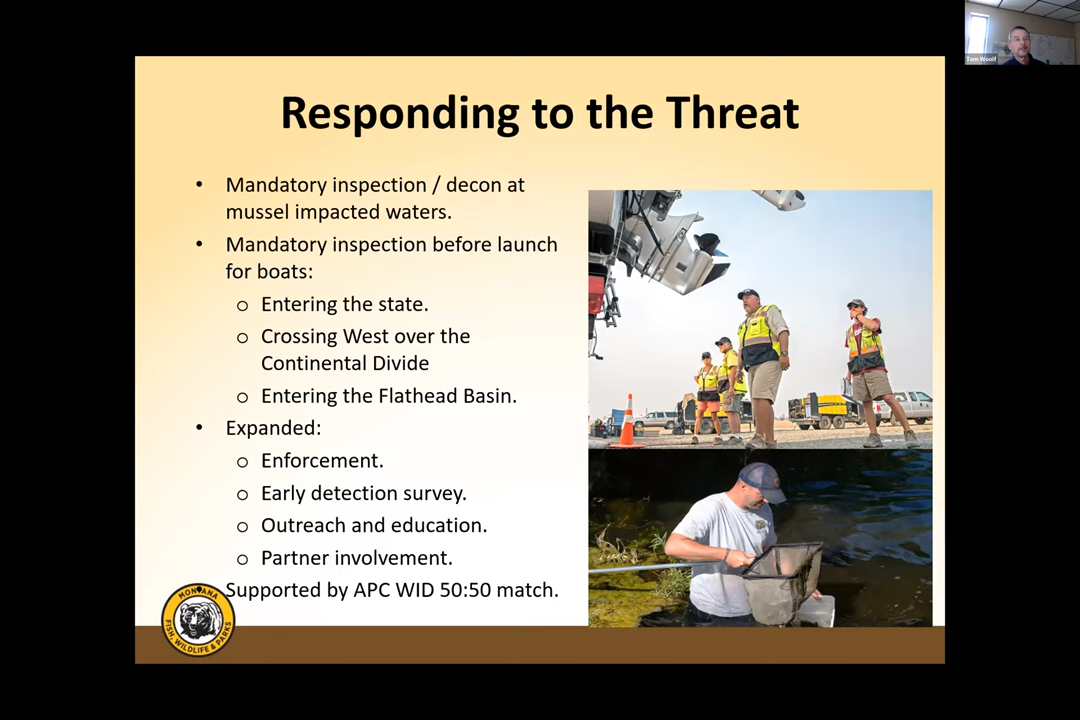 Responding to the Threat
• Mandatory inspection / decon at
mussel impacted waters.
• Mandatory inspection before launch
for boats:
o Entering the state.
o Crossing West over the
Continental Divide
o Entering the Flathead Basin.
• Expanded:
o Enforcement.
o Early detection survey.
o Outreach and education.
o Partner involvement.
Supported by APC WID 50:50 match.
MONTANA
FISH, WILDLIFE & PARKS
Tom Woolf